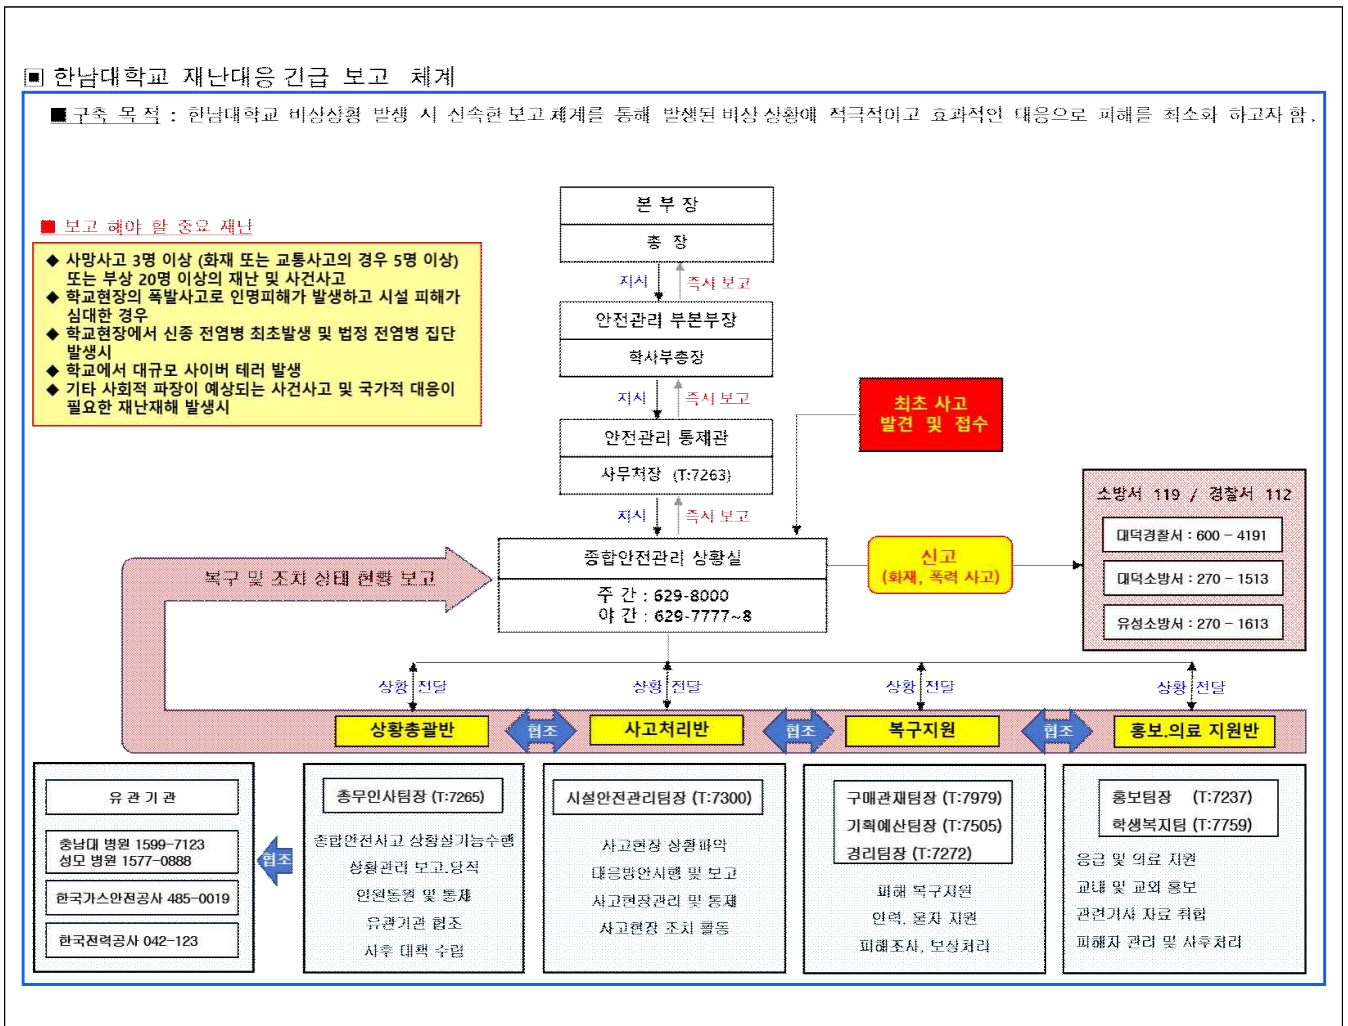 ▣ 한남대학교 재난대응 긴급 보고 체계
■ 구축 목적 : 한남대학교 비상상황 발생 시 신속한 보고 체계를 통해 발생된 비상 상황에 적극적이고 효과적인 대응으로 피해를 최소화 하고자 함.
■ 보고 해야 할 중요 재난
◆ 사망사고 3명 이상 (화재 또는 교통사고의 경우 5명 이상)
또는 부상 20명 이상의 재난 및 사건사고
◆ 학교현장의 폭발사고로 인명피해가 발생하고 시설 피해가
심대한 경우
◆ 학교현장에서 신종 전염병 최초발생 및 법정 전염병 집단
발생시
◆ 학교에서 대규모 사이버 테러 발생
◆ 기타 사회적 파장이 예상되는 사건사고 및 국가적 대응이
필요한 재난재해 발생시
본 부 장
총 장
지시 즉시 보고
안전관리 부본부장
학사부총장
지시 즉시 보고
안전관리 통제관
사무처장 (T:7263)
지시 즉시 보고
최초 사고
발견 및 접수
종합안전관리 상황실
주 간 : 629-8000
야 간 : 629-7777~8
신고
(화재, 폭력 사고)
소방서 119 / 경찰서 112
대덕경찰서 : 600 - 4191
대덕소방서 : 270 - 1513
유성소방서 : 270 - 1613
복구 및 조치 상태 현황 보고
상황 전달
상황 전달
상황 전달
상황 전달
상황총괄반
협조
사고처리반
협조
복구지원
협조
홍보.의료 지원반
유 관 기 관
충남대 병원 1599-7123
성모 병원 1577-0888
한국가스안전공사 485-0019
한국전력공사 042-123
협조
총무인사팀장 (T:7265)
종합안전사고 상황실기능수행
상황관리 보고.당직
인원동원 및 통제
유관기관 협조
사후 대책 수립
시설안전관리팀장 (T:7300)
사고현장 상황파악
대응방안시행 및 보고
사고현장관리 및 통제
사고현장 조치 활동
구매관재팀장 (T:7979)
기획예산팀장 (T:7505)
경리팀장 (T:7272)
피해 복구지원
인력, 물자 지원
피해조사, 보상처리
홍보팀장 (T:7237)
학생복지팀 (T:7759)
응급 및 의료 지원
교내 및 교외 홍보
관련기사 자료 취합
피해자 관리 및 사후처리